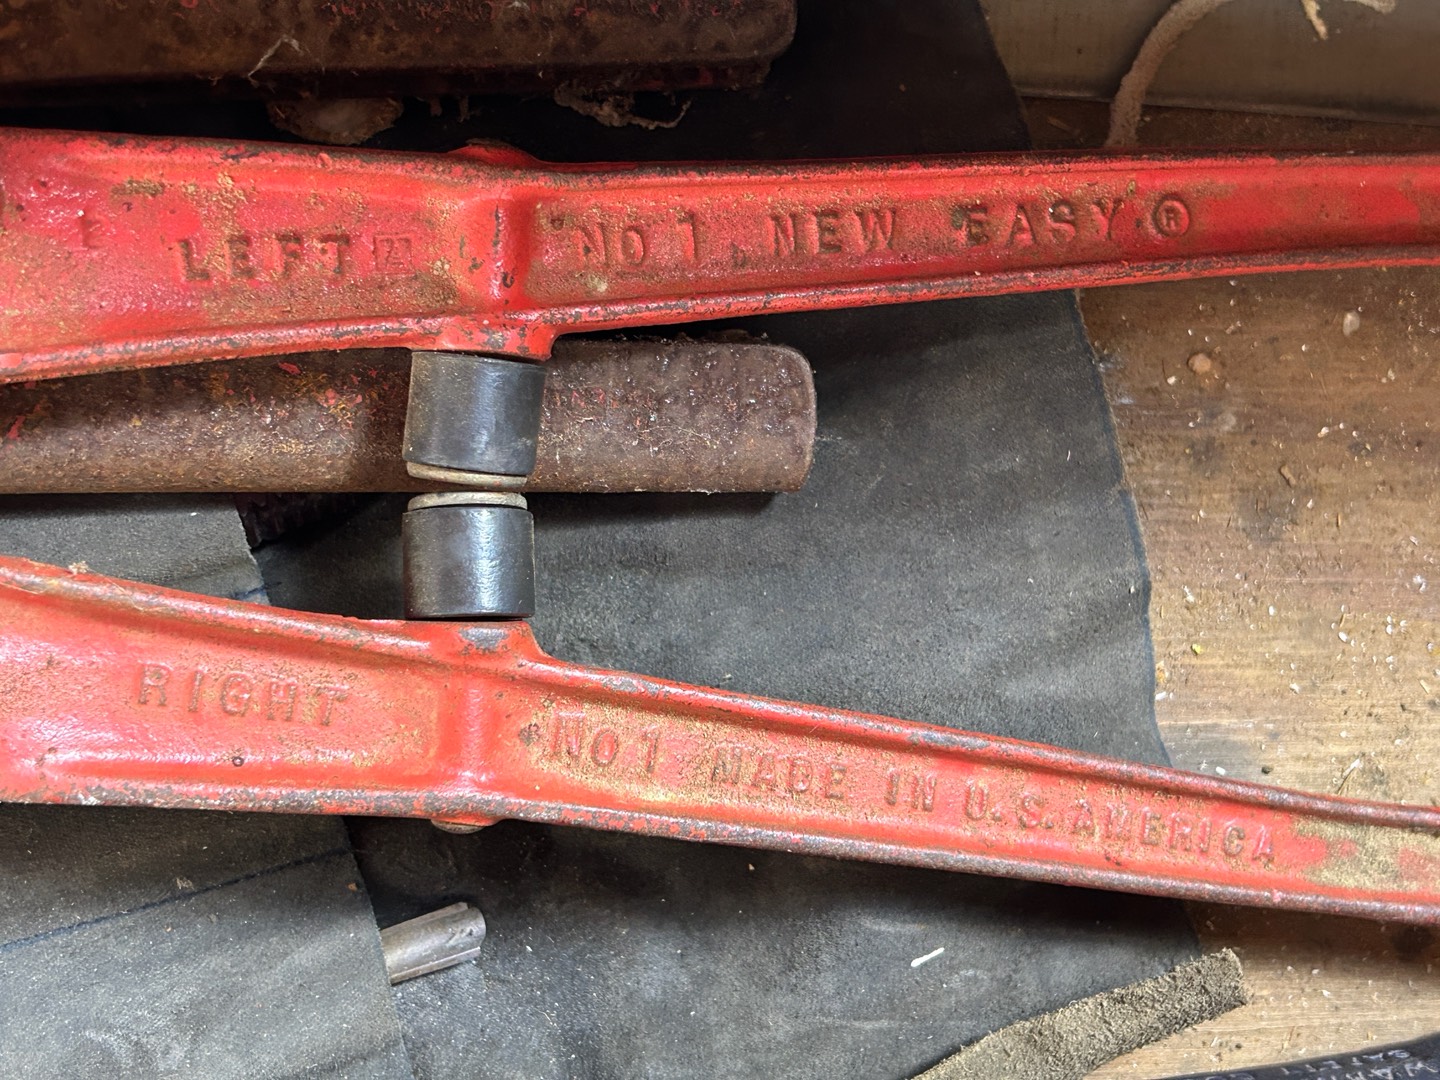 LEFT
NO 1 NEW EASY ®
RIGHT
No 1 MADE IN U.S. AMERICA